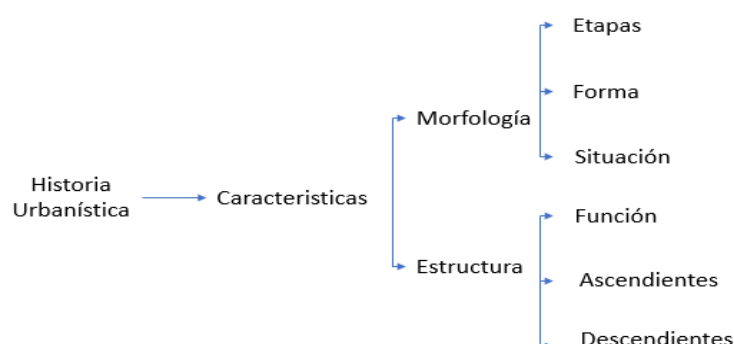 Etapas
Forma
Morfología
Situación
Historia
Urbanística
Caracteristicas
Función
Estructura
Ascendientes
Descendientes